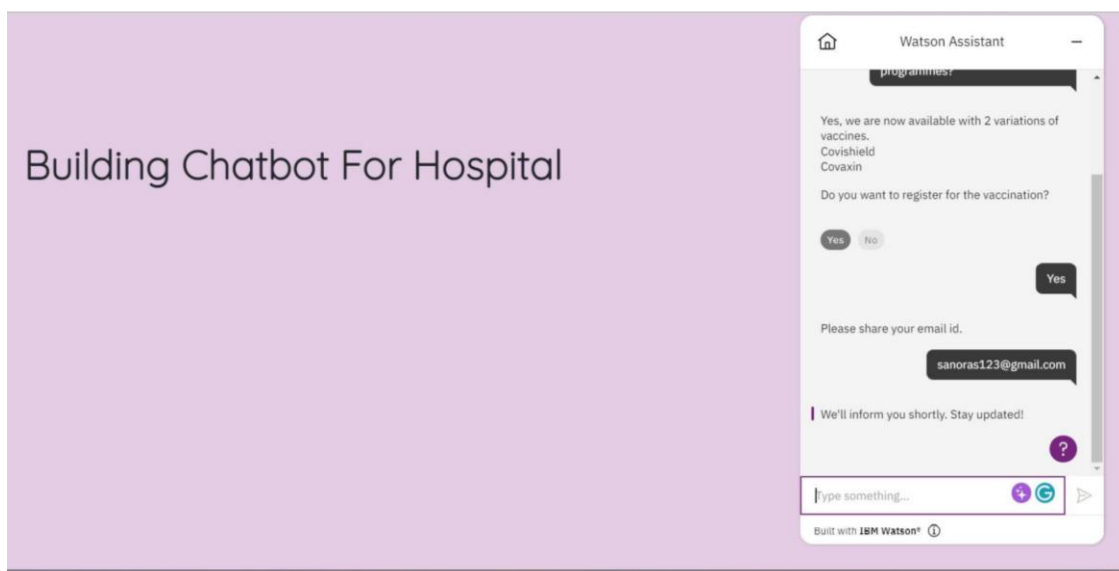 Building Chatbot For Hospital
Watson Assistant
programmes?
Yes, we are now available with 2 variations of
vaccines.
Covishield
Covaxin
Do you want to register for the vaccination?
Yes No
Yes
Please share your email id.
sanoras123@gmail.com
We'll inform you shortly. Stay updated!
?
Type something...
Built with IBM Watson®